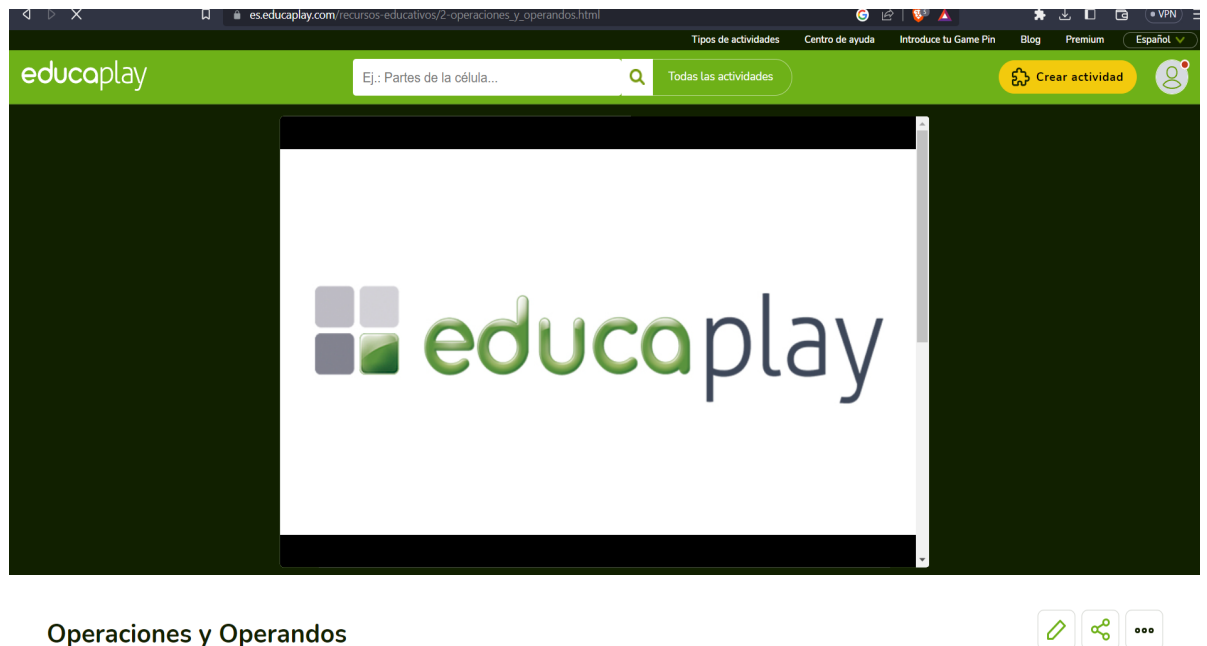 es.educaplay.com/recursos-educativos/2-operaciones_y_operandos.html
VPN
Tipos de actividades Centro de ayuda Introduce tu Game Pin Blog Premium Español
educaplay
Ej.: Partes de la célula...
Todas las actividades
Crear actividad
educaplay
Operaciones y Operandos